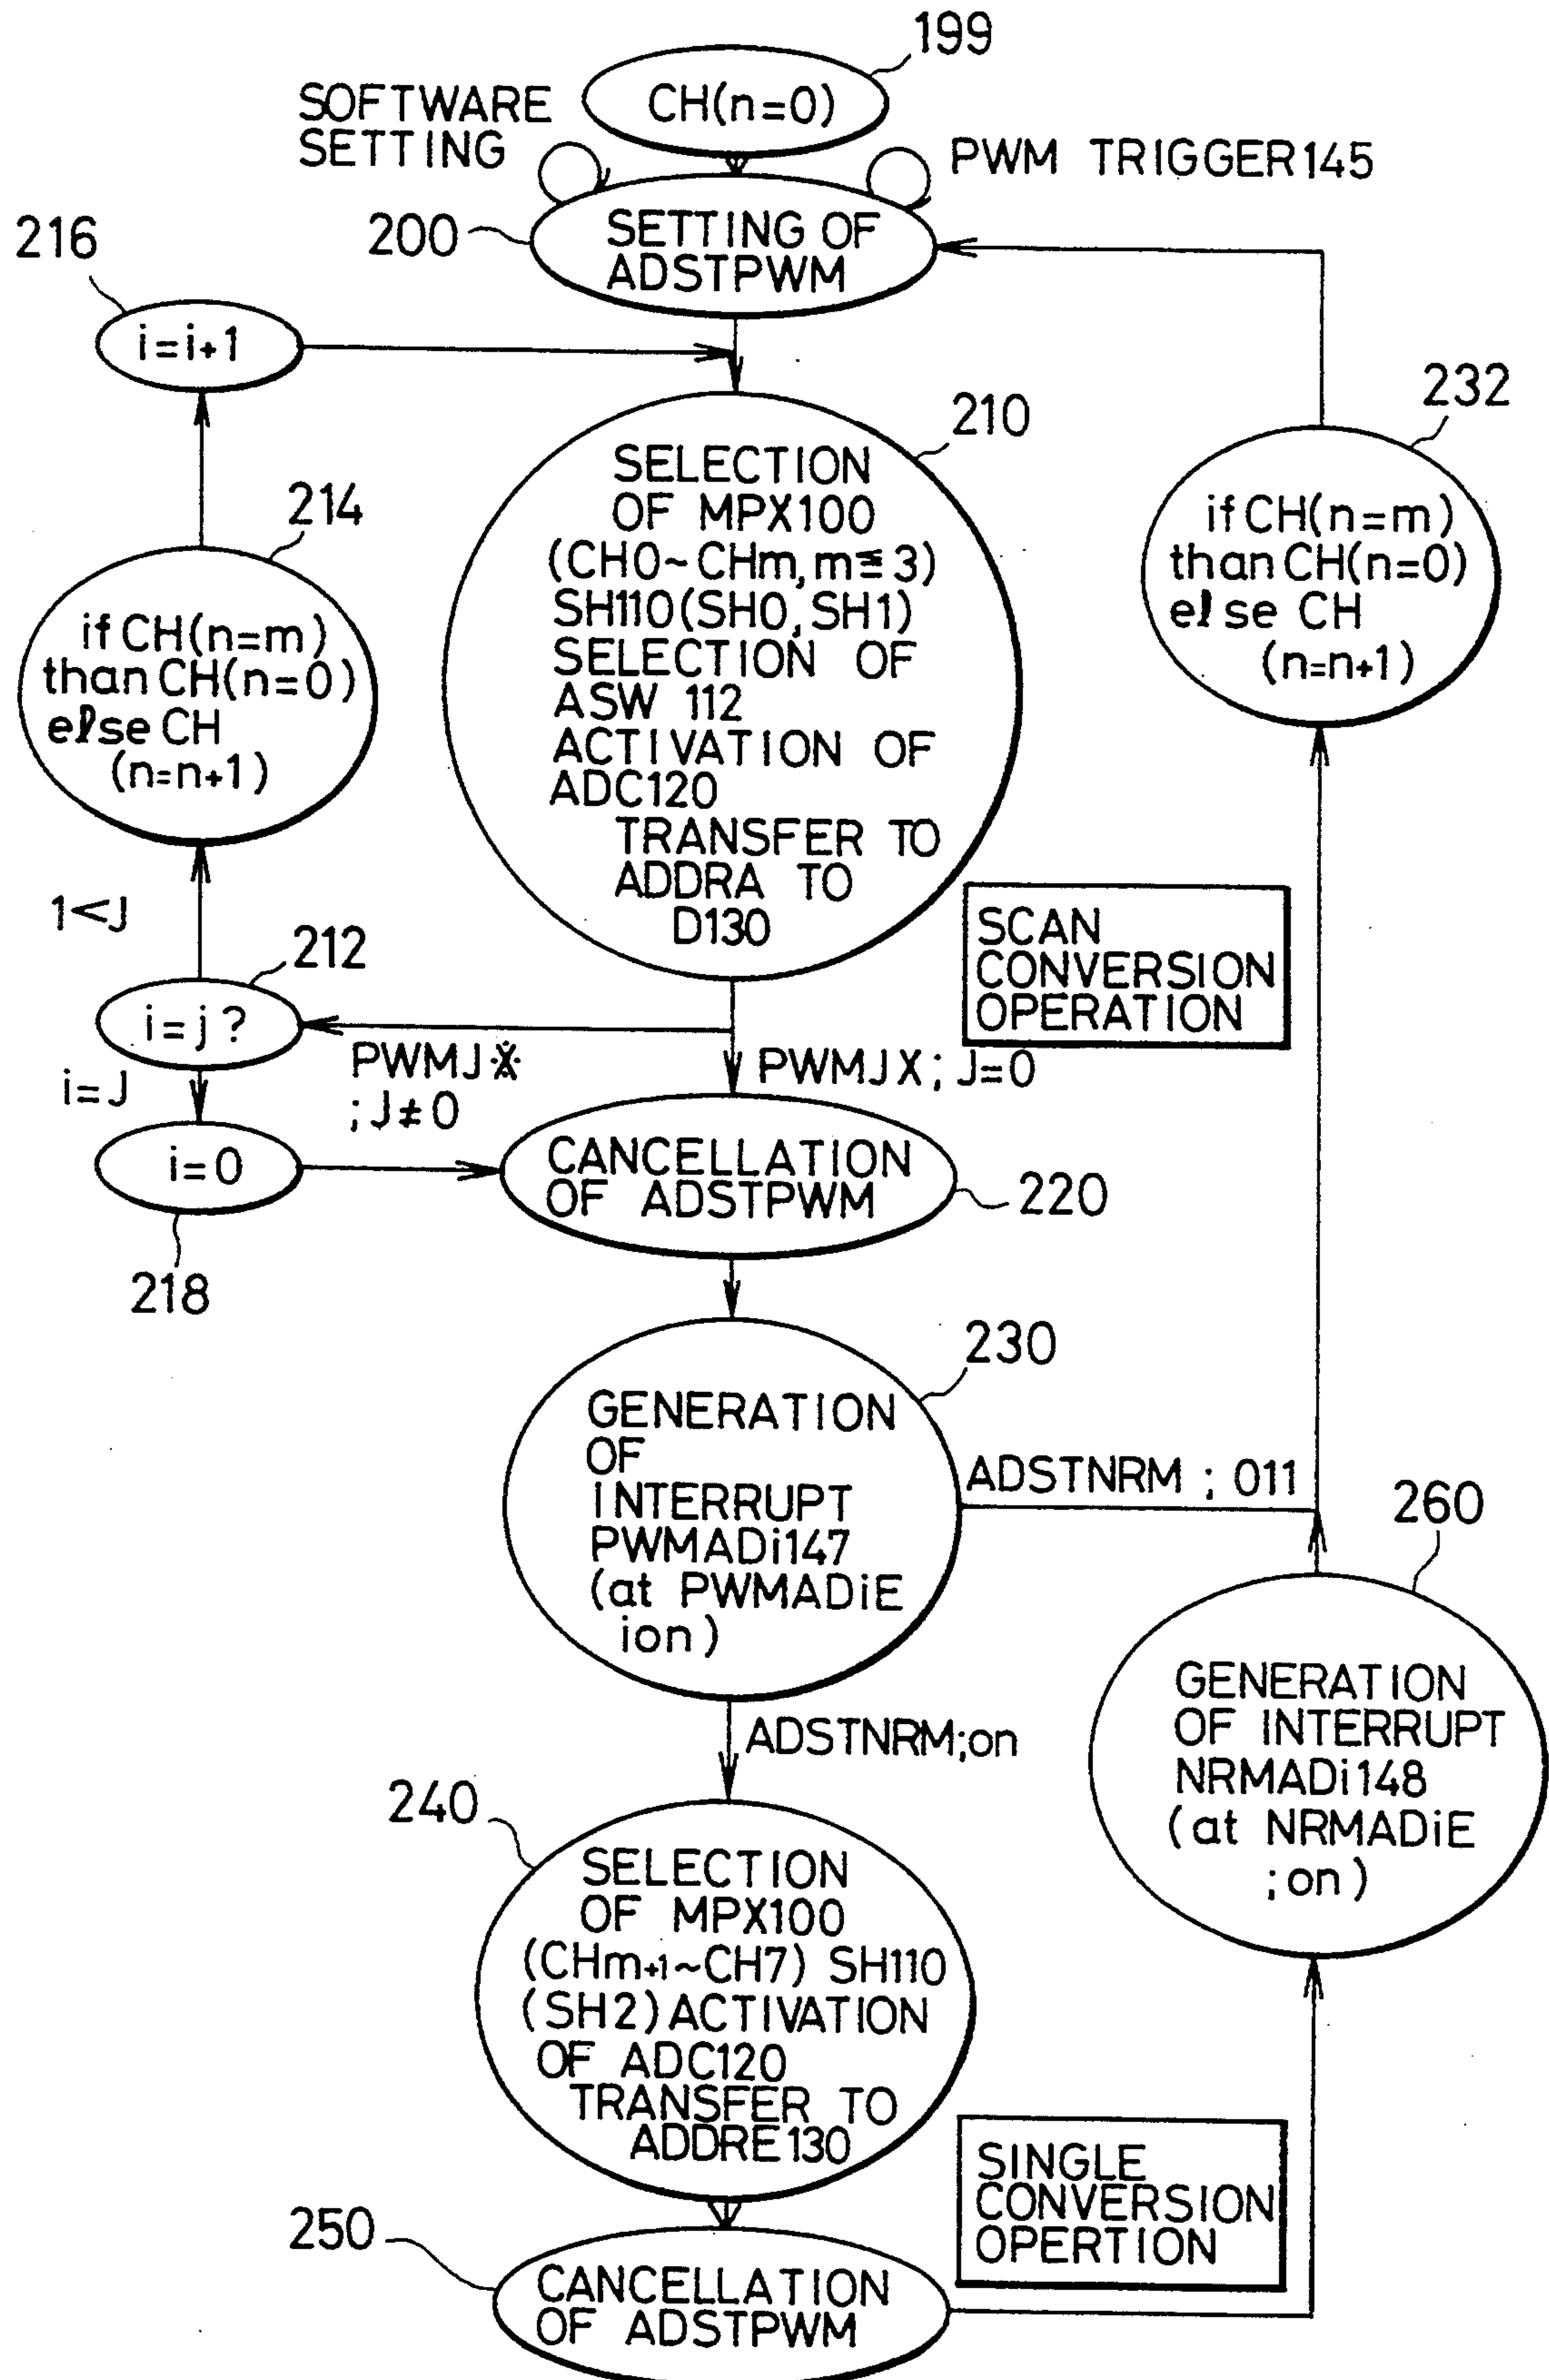 199
CH(n=0)
SOFTWARE
SETTING
PWM TRIGGER145
200
SETTING OF
ADSTPWM
216
i=i+1
210
SELECTION
OF MPX100
(CH0~CHm,m≦3)
SH110(SH0,SH1)
SELECTION OF
ASW 112
ACTIVATION OF
ADC120
TRANSFER TO
ADDRA TO
D130
232
if CH(n=m)
than CH(n=0)
else CH
(n=n+1)
214
if CH(n=m)
than CH(n=0)
else CH
(n=n+1)
1<J
212
i=j?
i=J
PWMJX
;J≠0
PWMJX;J=0
SCAN
CONVERSION
OPERATION
i=0
218
CANCELLATION
OF ADSTPWM
220
230
GENERATION
OF
INTERRUPT
PWMADi147
(at PWMADiE
ion)
ADSTNRM ; 011
260
GENERATION
OF INTERRUPT
NRMADi148
(at NRMADiE
;on)
ADSTNRM;on
240
SELECTION
OF MPX100
(CHm+1~CH7) SH110
(SH2) ACTIVATION
OF ADC120
TRANSFER TO
ADDRE130
SINGLE
CONVERSION
OPERTION
250
CANCELLATION
OF ADSTPWM